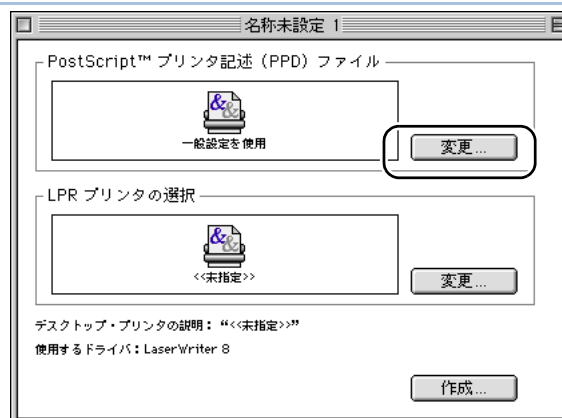 名称未設定 1
PostScript™ プリンタ記述（PPD）ファイル
一般設定を使用
変更...
LPR プリンタの選択
<<未指定>>
変更...
デスクトップ・プリンタの説明：“<<未指定>>”
使用するドライバ：LaserWriter 8
作成...